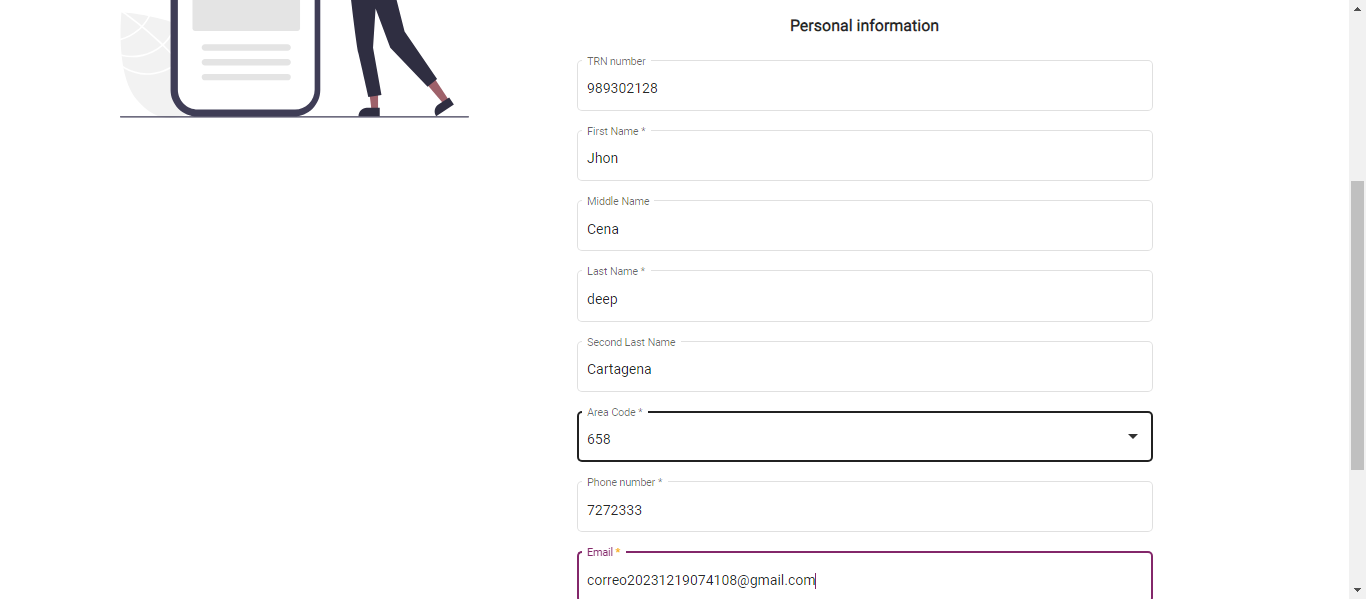 Personal information
TRN number
989302128
First Name *
Jhon
Middle Name
Cena
Last Name *
deep
Second Last Name
Cartagena
Area Code *
658
Phone number *
7272333
Email *
correo20231219074108@gmail.com